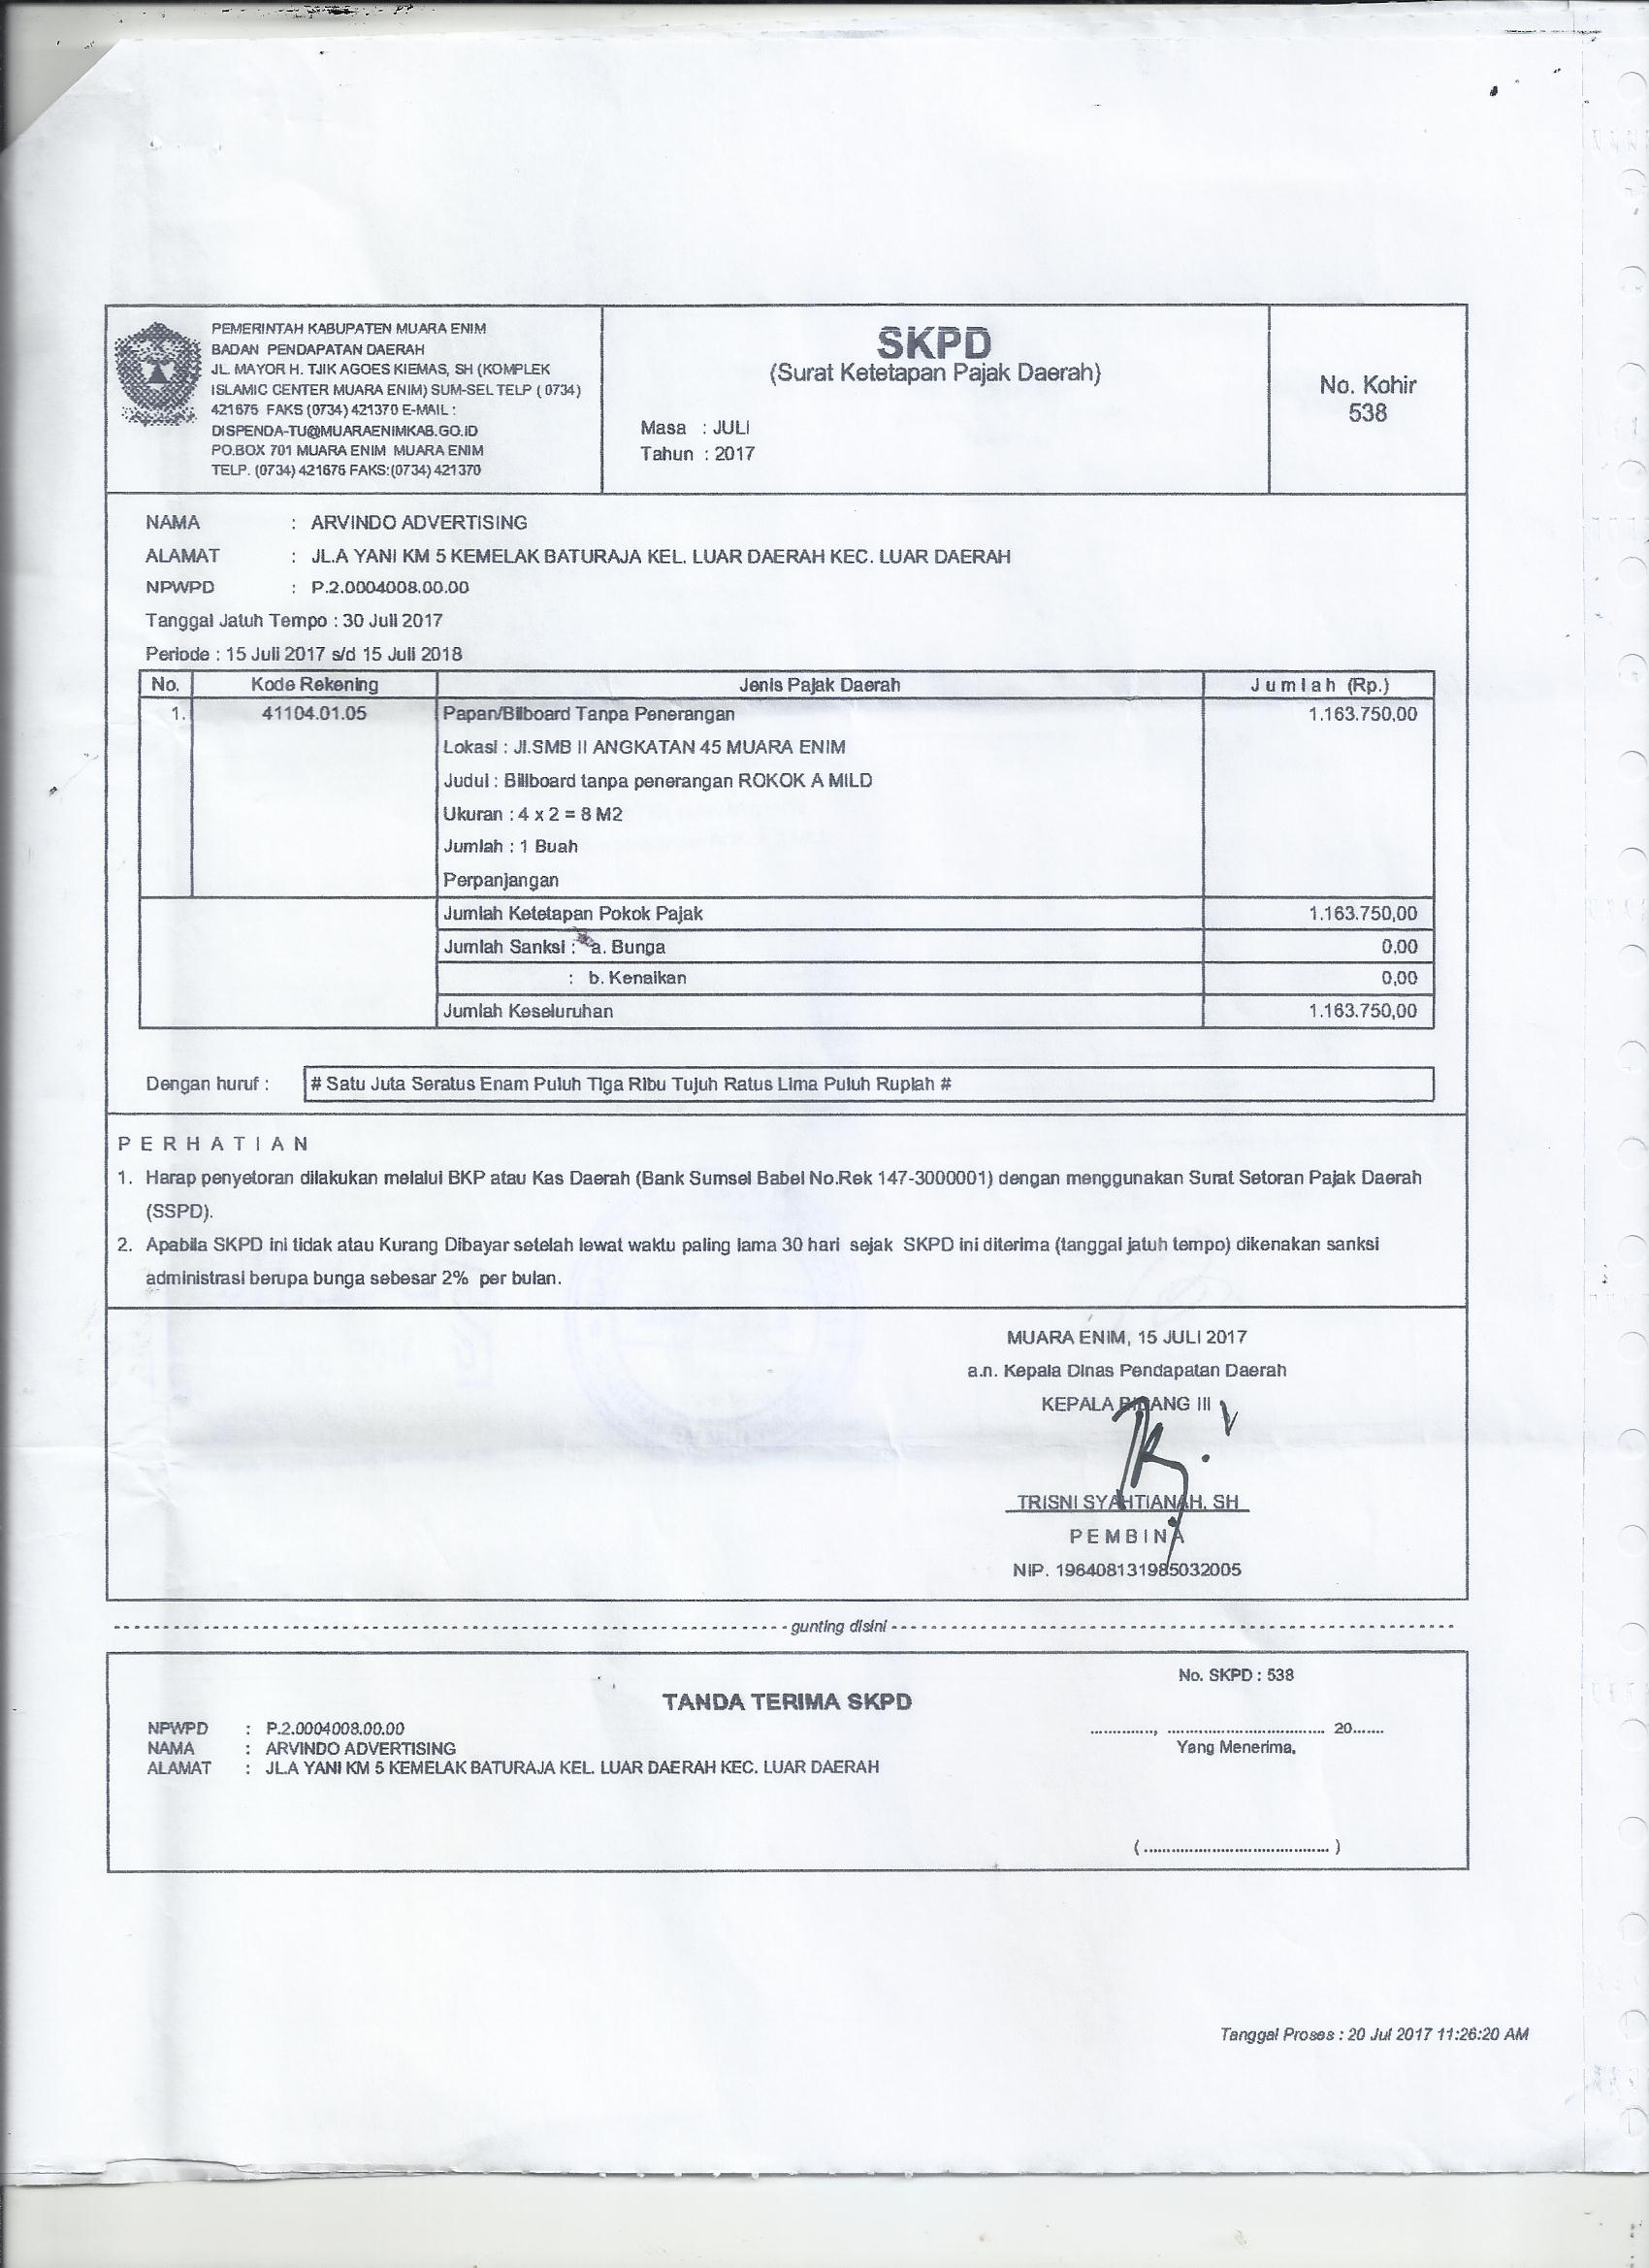 PEMERINTAH KABUPATEN MUARA ENIM
BADAN PENDAPATAN DAERAH
JL. MAYOR H. TJIK AGOES KIEMAS, SH (KOMPLEK
ISLAMIC CENTER MUARA ENIM) SUM-SEL TELP ( 0734)
421675 FAKS (0734) 421370 E-MAIL :
DISPENDA-TU@MUARAENIMKAB.GO.ID
PO.BOX 701 MUARA ENIM MUARA ENIM
TELP. (0734) 421676 FAKS:(0734) 421370
SKPD
(Surat Ketetapan Pajak Daerah)
Masa : JULI
Tahun : 2017
No. Kohir
538
NAMA : ARVINDO ADVERTISING
ALAMAT : JL.A YANI KM 5 KEMELAK BATURAJA KEL. LUAR DAERAH KEC. LUAR DAERAH
NPWPD : P.2.0004008.00.00
Tanggal Jatuh Tempo : 30 Juli 2017
Periode : 15 Juli 2017 s/d 15 Juli 2018
No. Kode Rekening Jenis Pajak Daerah J u m l a h (Rp.)
1. 41104.01.05 Papan/Bilboard Tanpa Penerangan 1.163.750,00
Lokasi : Jl.SMB II ANGKATAN 45 MUARA ENIM
Judul : Billboard tanpa penerangan ROKOK A MILD
Ukuran : 4 x 2 = 8 M2
Jumlah : 1 Buah
Perpanjangan
Jumlah Ketetapan Pokok Pajak 1.163.750,00
Jumlah Sanksi : a. Bunga 0.00
: b. Kenaikan 0,00
Jumlah Keseluruhan 1.163.750,00
Dengan huruf : # Satu Juta Seratus Enam Puluh Tiga Ribu Tujuh Ratus Lima Puluh Rupiah #
P E R H A T I A N
1. Harap penyetoran dilakukan melalui BKP atau Kas Daerah (Bank Sumsel Babel No.Rek 147-3000001) dengan menggunakan Surat Setoran Pajak Daerah
(SSPD).
2. Apabila SKPD ini tidak atau Kurang Dibayar setelah lewat waktu paling lama 30 hari sejak SKPD ini diterima (tanggal jatuh tempo) dikenakan sanksi
administrasi berupa bunga sebesar 2% per bulan.
MUARA ENIM, 15 JULI 2017
a.n. Kepala Dinas Pendapatan Daerah
KEPALA BIDANG III
TRISNI SYAHTIANAH, SH
P E M B I N A
NIP. 196408131985032005
gunting disini
No. SKPD : 538
TANDA TERIMA SKPD
NPWPD : P.2.0004008.00.00
NAMA : ARVINDO ADVERTISING
ALAMAT : JL.A YANI KM 5 KEMELAK BATURAJA KEL. LUAR DAERAH KEC. LUAR DAERAH
.............., ................................... 20.......
Yang Menerima,
( ......................................... )
Tanggal Proses : 20 Jul 2017 11:26:20 AM